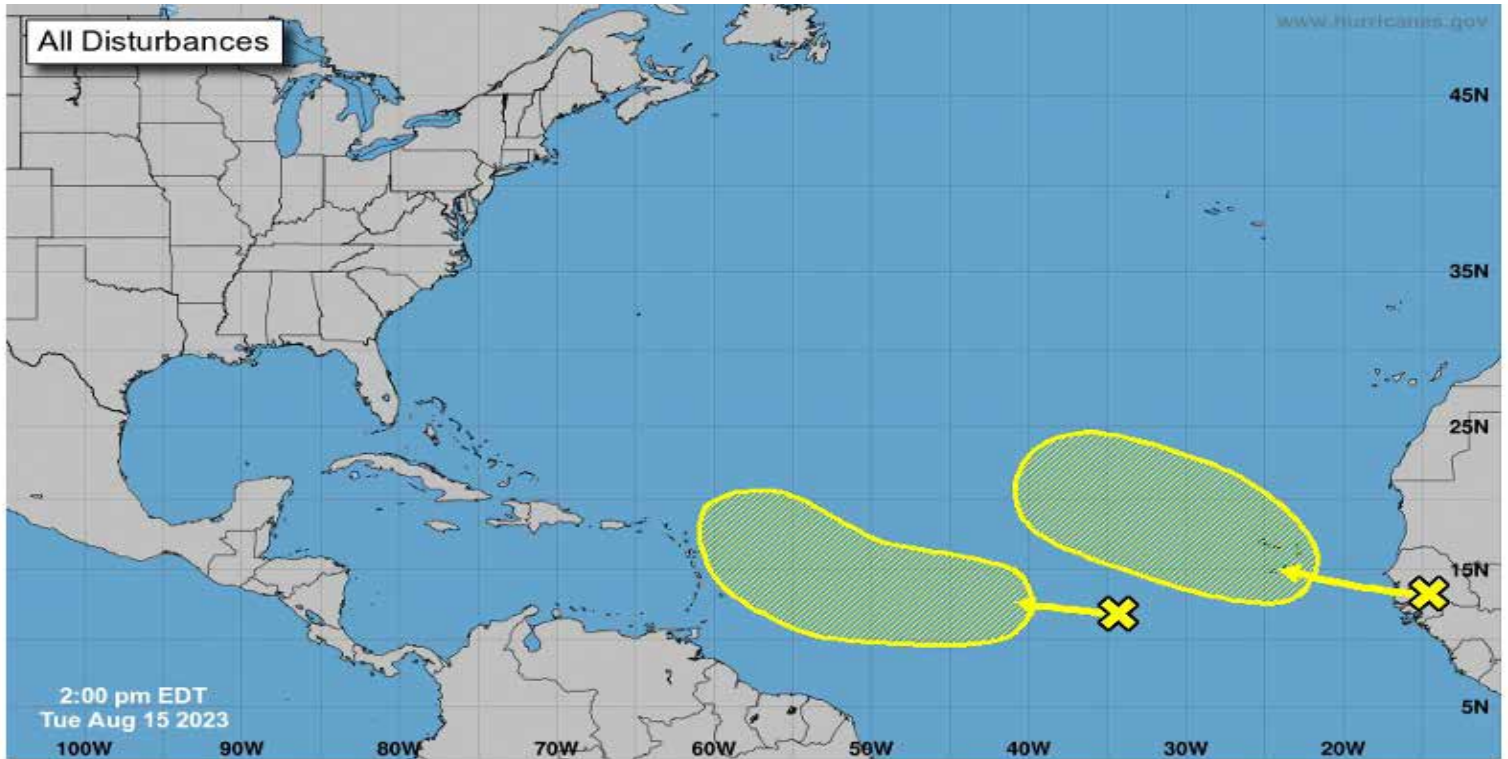 All Disturbances
www.hurricanes.gov
45N
35N
25N
15N
5N
2:00 pm EDT
Tue Aug 15 2023
100W 90W 80W 70W 60W 50W 40W 30W 20W